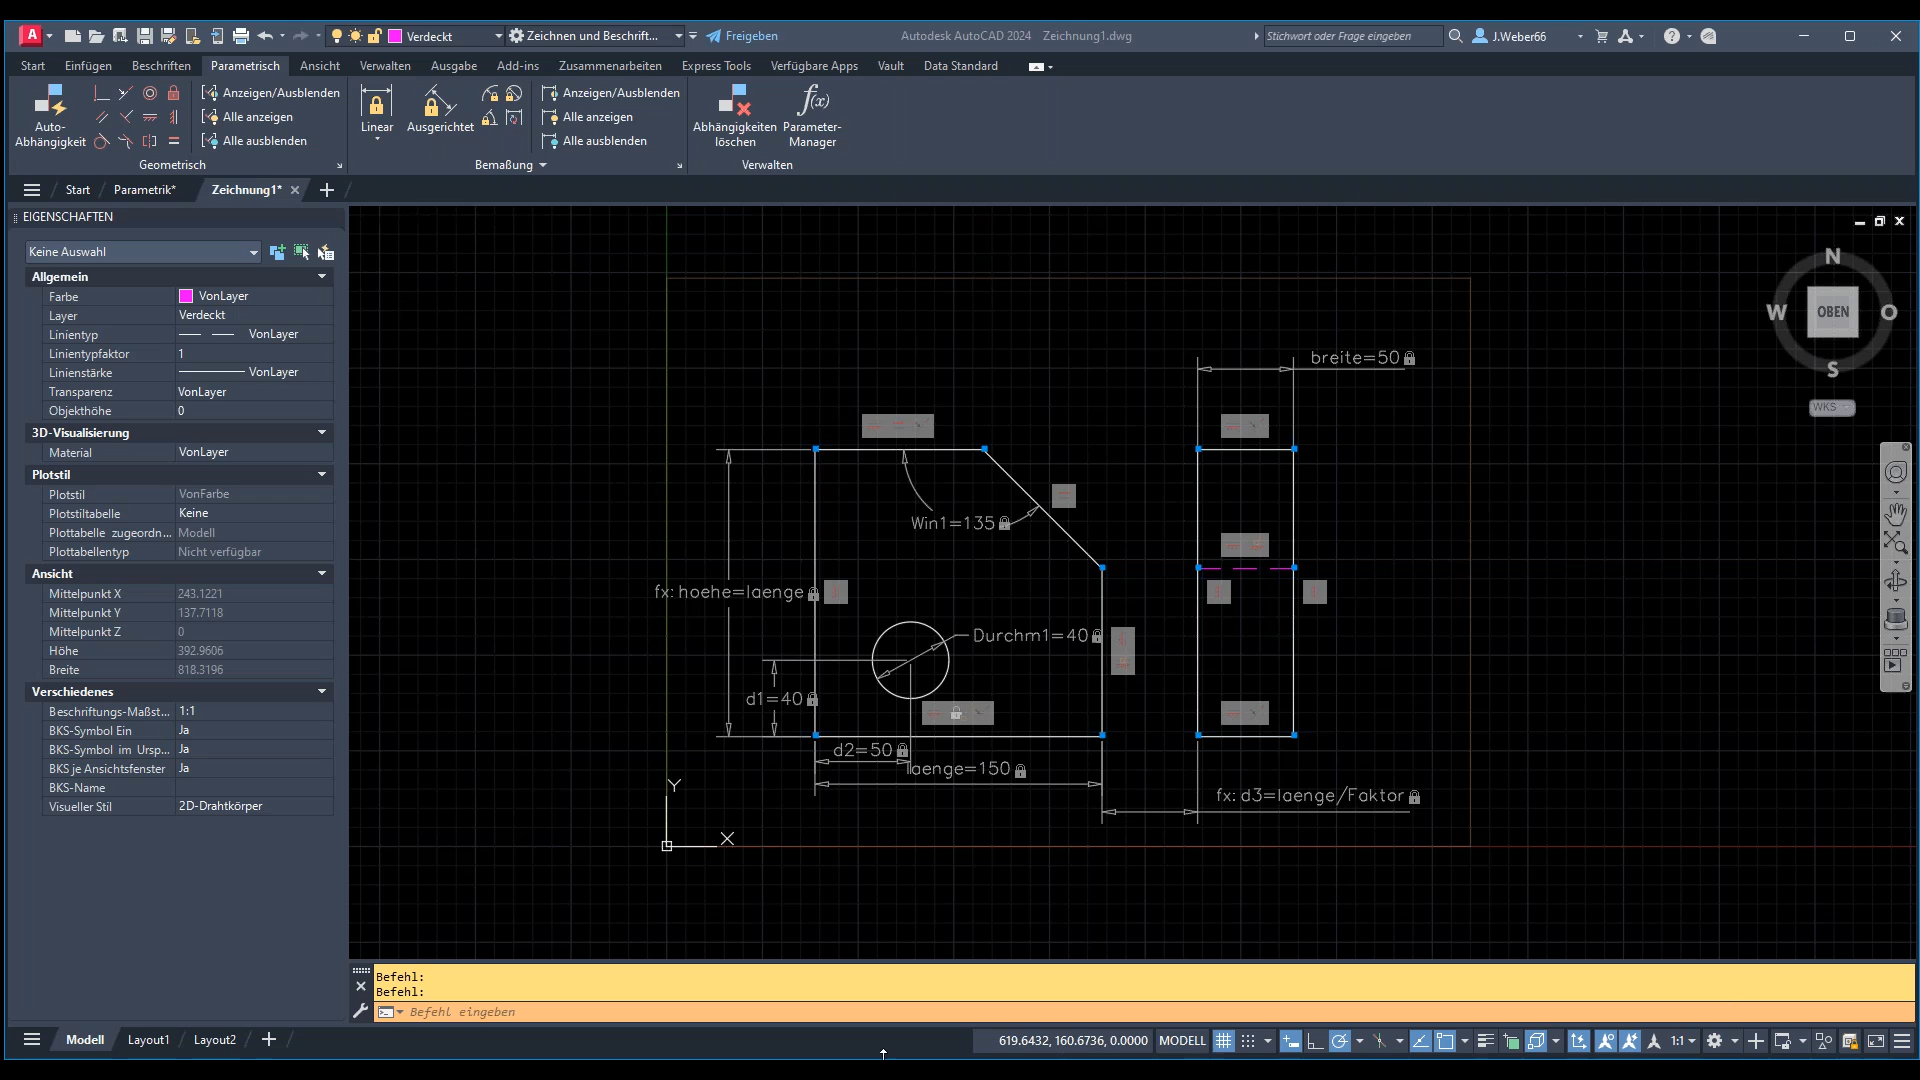 A Verdeckt Zeichnen und Beschrift... Freigeben Autodesk AutoCAD 2024 Zeichnung1.dwg Stichwort oder Frage eingeben J.Weber66
Start Einfügen Beschriften Parametrisch Ansicht Verwalten Ausgabe Add-ins Zusammenarbeiten Express Tools Verfügbare Apps Vault Data Standard
Auto-
Abhängigkeit
Anzeigen/Ausblenden
Alle anzeigen
Alle ausblenden
Geometrisch
Linear
Ausgerichtet
Anzeigen/Ausblenden
Alle anzeigen
Alle ausblenden
Bemaßung
Abhängigkeiten
löschen
f(x)
Parameter-
Manager
Verwalten
Start Parametrik* Zeichnung1*
EIGENSCHAFTEN
Keine Auswahl
Allgemein
Farbe VonLayer
Layer Verdeckt
Linientyp VonLayer
Linientypfaktor 1
Linienstärke VonLayer
Transparenz VonLayer
Objekthöhe 0
3D-Visualisierung
Material VonLayer
Plotstil
Plotstil VonFarbe
Plotstiltabelle Keine
Plottabelle zugeordn... Modell
Plottabellentyp Nicht verfügbar
Ansicht
Mittelpunkt X 243.1221
Mittelpunkt Y 137.7118
Mittelpunkt Z 0
Höhe 392.9606
Breite 818.3196
Verschiedenes
Beschriftungs-Maßst... 1:1
BKS-Symbol Ein Ja
BKS-Symbol im Ursp... Ja
BKS je Ansichtsfenster Ja
BKS-Name
Visueller Stil 2D-Drahtkörper
N
W OBEN O
S
WKS
breite=50
Win1=135
fx: hoehe=laenge
Durchm1=40
d1=40
d2=50
laenge=150
fx: d3=laenge/Faktor
Y
X
Befehl:
Befehl:
Befehl eingeben
Modell Layout1 Layout2
619.6432, 160.6736, 0.0000 MODELL 1:1